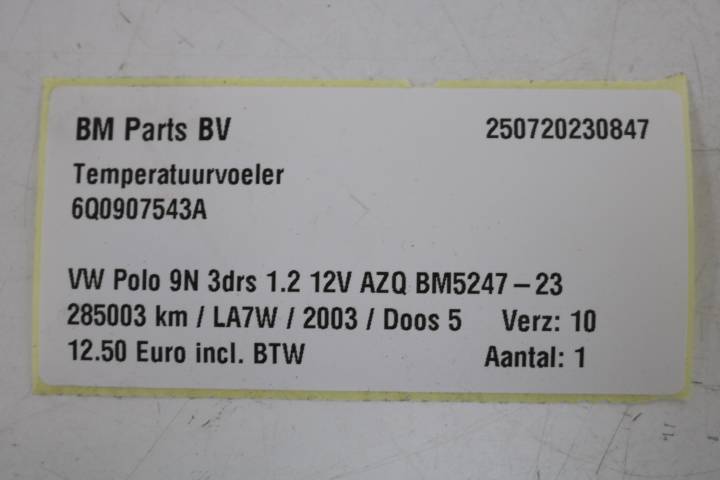 BM Parts BV 250720230847
Temperatuurvoeler
6Q0907543A
VW Polo 9N 3drs 1.2 12V AZQ BM5247 – 23
285003 km / LA7W / 2003 / Doos 5 Verz: 10
12.50 Euro incl. BTW Aantal: 1